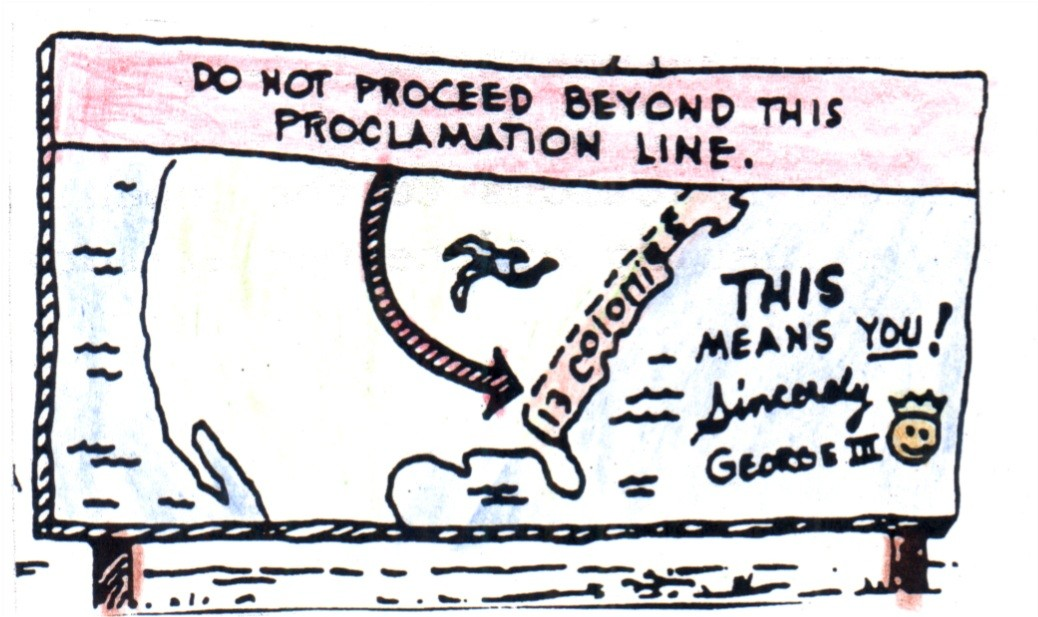 DO NOT PROCEED BEYOND THIS
PROCLAMATION LINE.
13 COLONIES
THIS
MEANS YOU!
Sincerely
GEORGE III